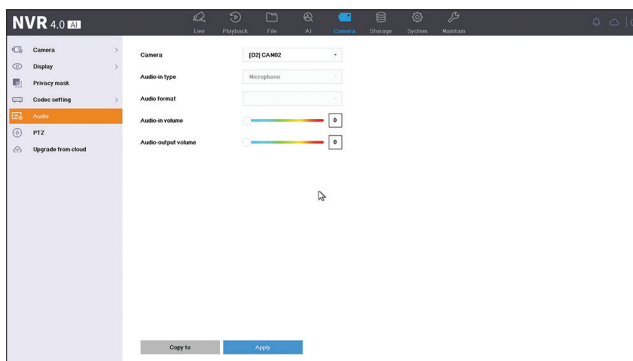 NVR 4.0 AI
Live Playback File AI Camera Storage System Maintain
Camera
Display
Privacy mask
Codec setting
Audio
PTZ
Upgrade from cloud
Camera [D2] CAM02
Audio-in type Microphone
Audio format
Audio-in volume 0
Audio-output volume 0
Copy to Apply